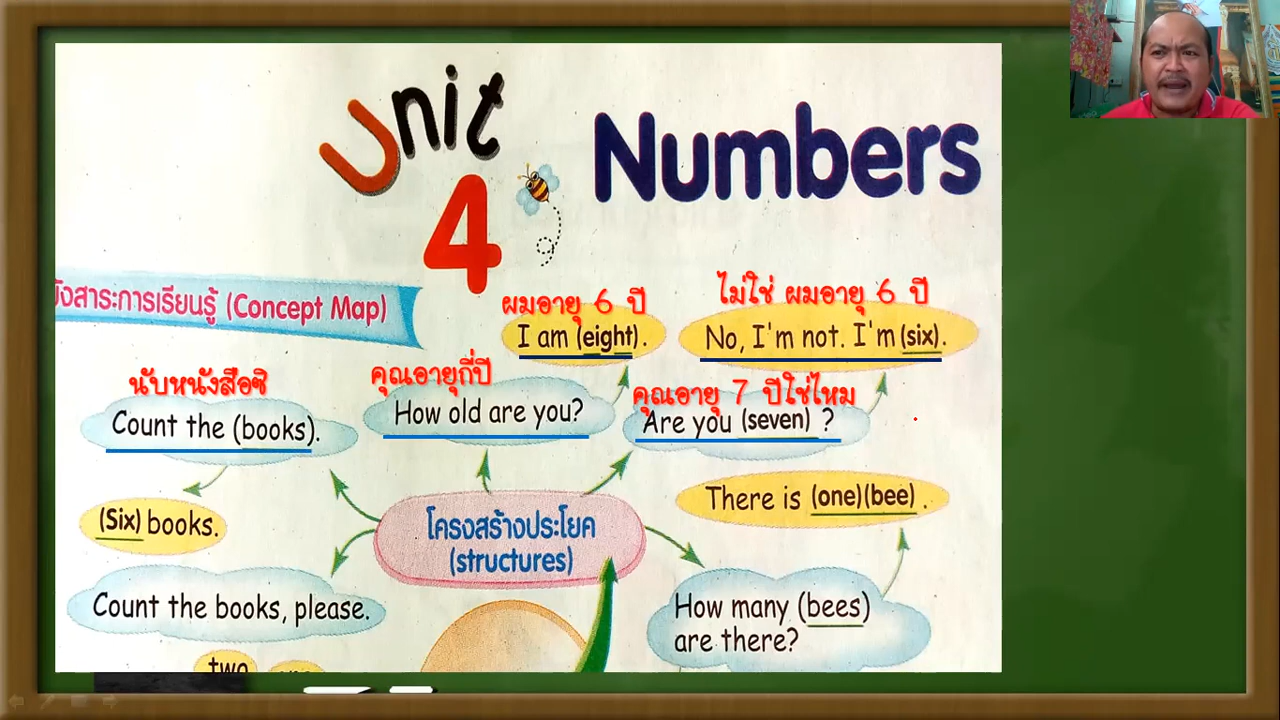 Unit
4
Numbers
ังสาระการเรียนรู้ (Concept Map)
ผมอายุ 6 ปี
I am (eight).
ไม่ใช่ ผมอายุ 6 ปี
No, I'm not. I'm (six).
นับหนังสือซิ
Count the (books).
คุณอายุกี่ปี
How old are you?
คุณอายุ 7 ปีใช่ไหม
Are you (seven) ?
(Six) books.
โครงสร้างประโยค
(structures)
There is (one)(bee) .
Count the books, please.
How many (bees)
are there?
two